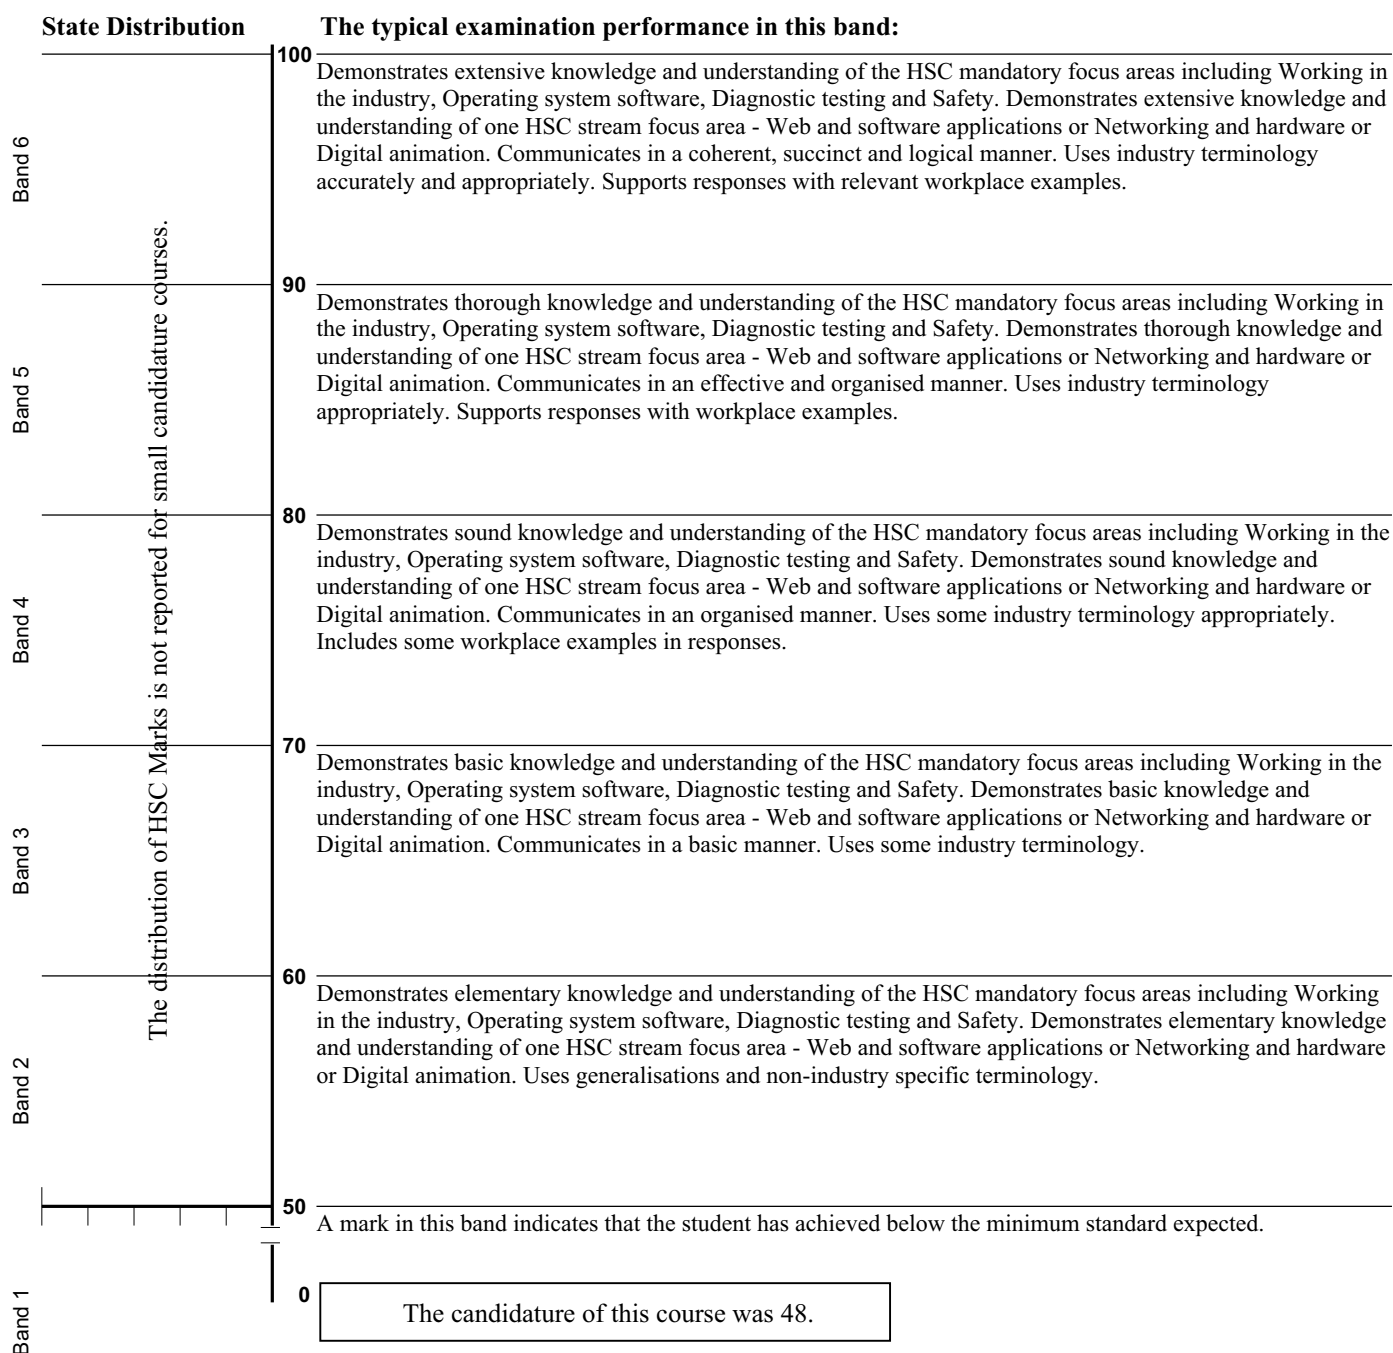 State Distribution
The typical examination performance in this band:
100
Demonstrates extensive knowledge and understanding of the HSC mandatory focus areas including Working in
the industry, Operating system software, Diagnostic testing and Safety. Demonstrates extensive knowledge and
understanding of one HSC stream focus area - Web and software applications or Networking and hardware or
Digital animation. Communicates in a coherent, succinct and logical manner. Uses industry terminology
accurately and appropriately. Supports responses with relevant workplace examples.
Band 6
90
Demonstrates thorough knowledge and understanding of the HSC mandatory focus areas including Working in
the industry, Operating system software, Diagnostic testing and Safety. Demonstrates thorough knowledge and
understanding of one HSC stream focus area - Web and software applications or Networking and hardware or
Digital animation. Communicates in an effective and organised manner. Uses industry terminology
appropriately. Supports responses with workplace examples.
Band 5
80
Demonstrates sound knowledge and understanding of the HSC mandatory focus areas including Working in the
industry, Operating system software, Diagnostic testing and Safety. Demonstrates sound knowledge and
understanding of one HSC stream focus area - Web and software applications or Networking and hardware or
Digital animation. Communicates in an organised manner. Uses some industry terminology appropriately.
Includes some workplace examples in responses.
Band 4
The distribution of HSC Marks is not reported for small candidature courses.
70
Demonstrates basic knowledge and understanding of the HSC mandatory focus areas including Working in the
industry, Operating system software, Diagnostic testing and Safety. Demonstrates basic knowledge and
understanding of one HSC stream focus area - Web and software applications or Networking and hardware or
Digital animation. Communicates in a basic manner. Uses some industry terminology.
Band 3
60
Demonstrates elementary knowledge and understanding of the HSC mandatory focus areas including Working
in the industry, Operating system software, Diagnostic testing and Safety. Demonstrates elementary knowledge
and understanding of one HSC stream focus area - Web and software applications or Networking and hardware
or Digital animation. Uses generalisations and non-industry specific terminology.
Band 2
50
A mark in this band indicates that the student has achieved below the minimum standard expected.
0
Band 1
The candidature of this course was 48.